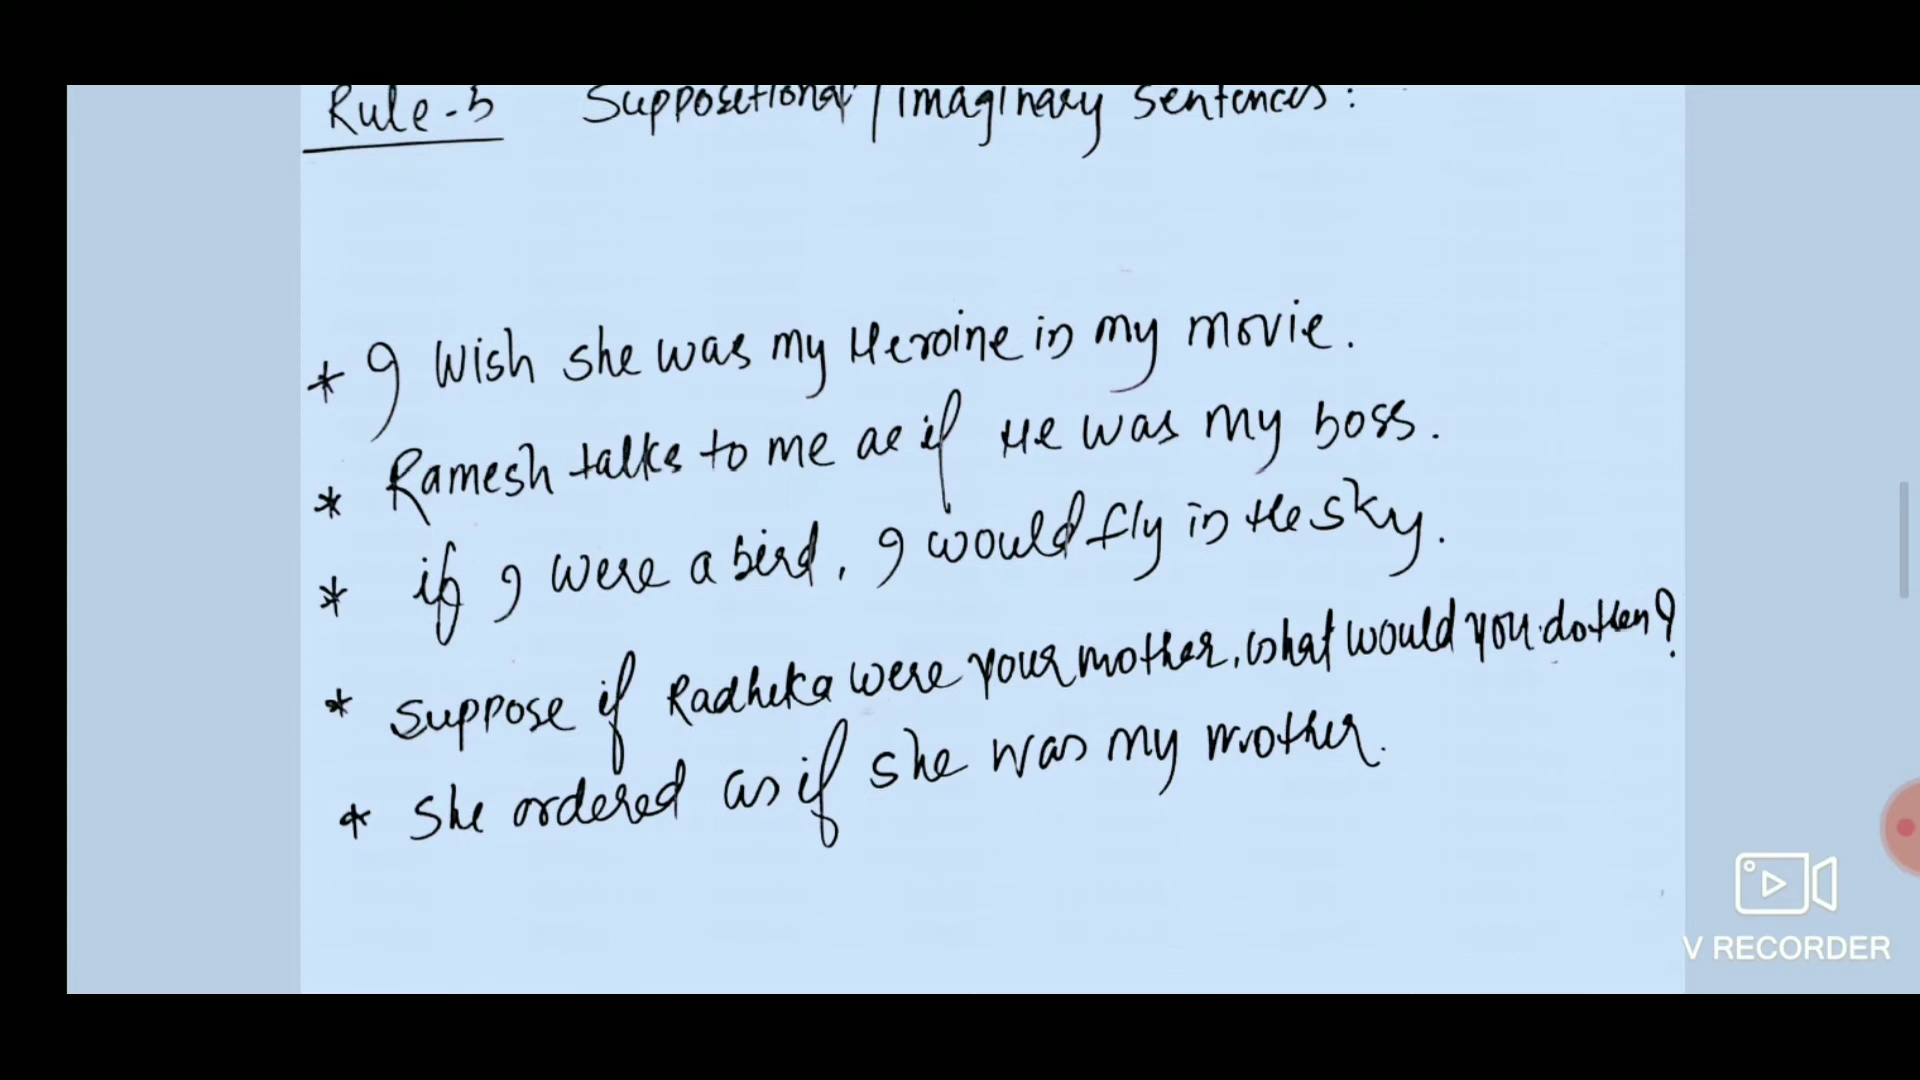 Rule-5 Suppositional / imaginary sentences :
* I wish she was my Heroine in my movie.
* Ramesh talks to me as if He was my boss.
* if I were a bird, I would fly in the sky.
* suppose if Radhika were your mother, what would you do then?
* She ordered as if she was my mother.
V RECORDER